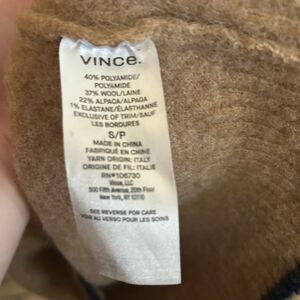 VINCE.
40% POLYAMIDE/
POLYAMIDE
37% WOOL/LAINE
22% ALPACA/ALPAGA
1% ELASTANE/ÉLASTHANNE
EXCLUSIVE OF TRIM/SAUF
LES BORDURES
S/P
MADE IN CHINA
FABRIQUÉ EN CHINE
YARN ORIGIN: ITALY
ORIGINE DE FIL: ITALIE
RN#106730
Vince, LLC
500 Fifth Avenue, 20th Floor
New York, NY 10110
SEE REVERSE FOR CARE
VOIR AU VERSO POUR LES SOINS